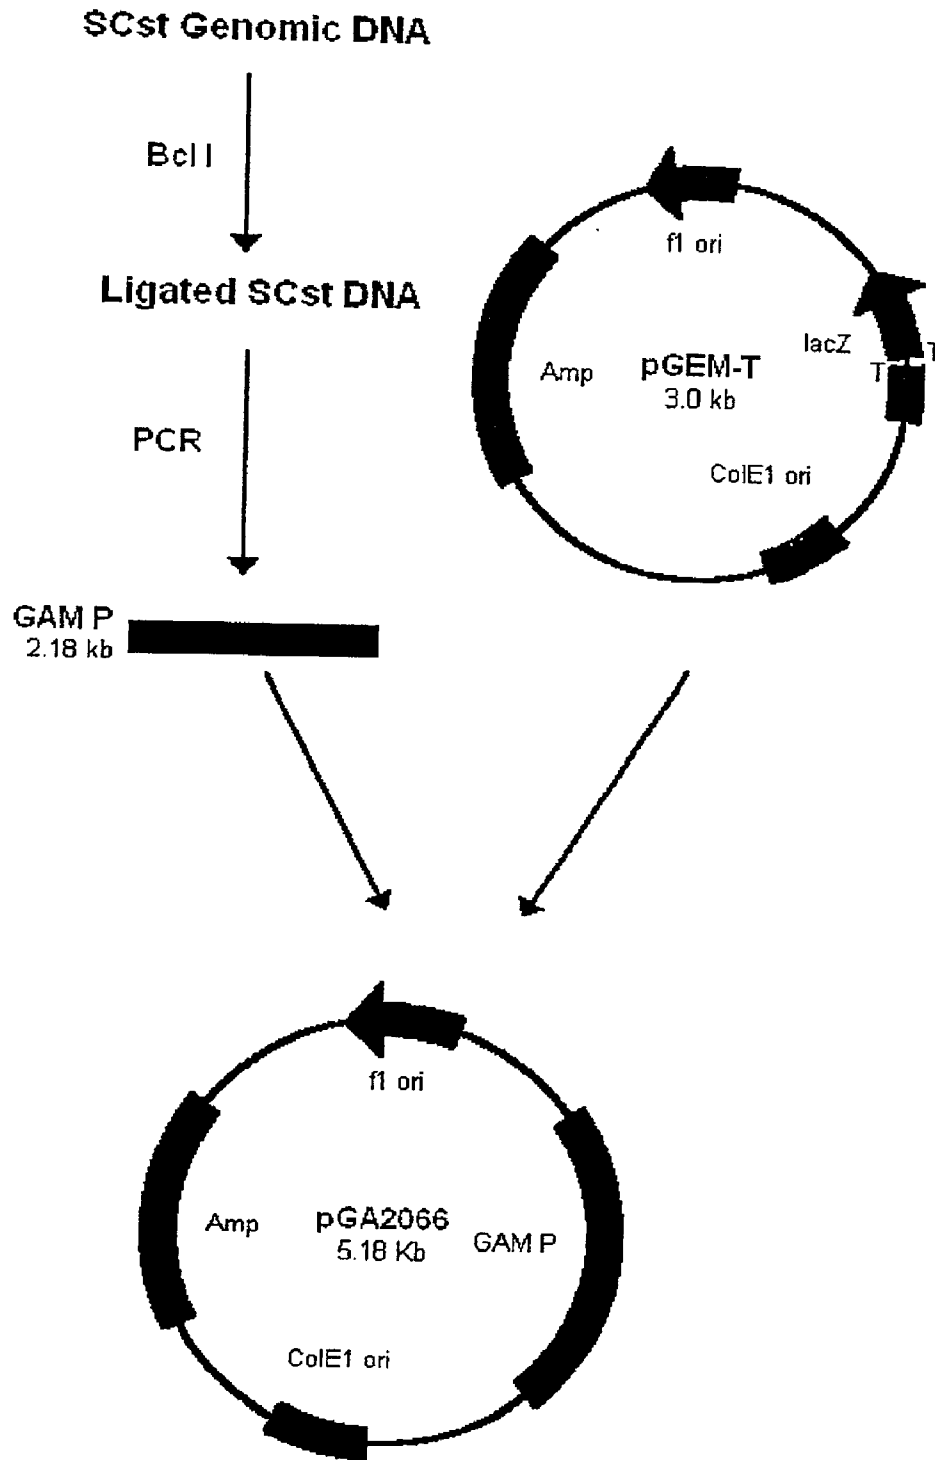 SCst Genomic DNA
Bcl I
Ligated SCst DNA
PCR
GAM P
2.18 kb
f1 ori
lacZ
T
T
Amp
pGEM-T
3.0 kb
ColE1 ori
f1 ori
Amp
pGA2066
5.18 Kb
GAM P
ColE1 ori